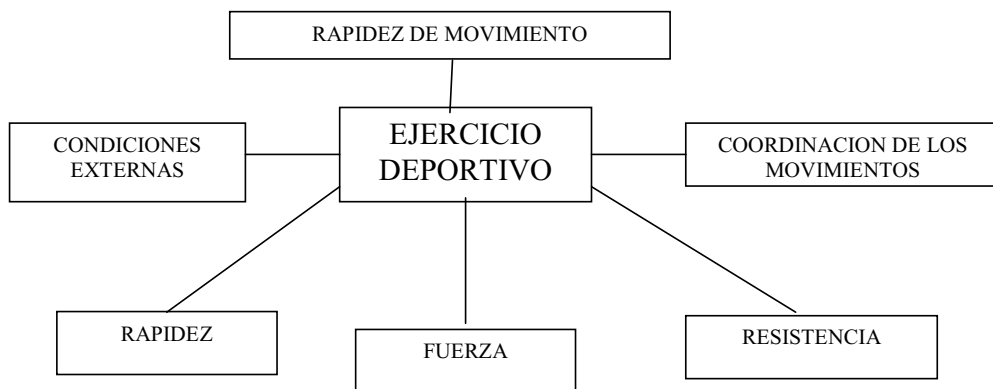 RAPIDEZ DE MOVIMIENTO
CONDICIONES
EXTERNAS
EJERCICIO
DEPORTIVO
COORDINACION DE LOS
MOVIMIENTOS
RAPIDEZ
FUERZA
RESISTENCIA